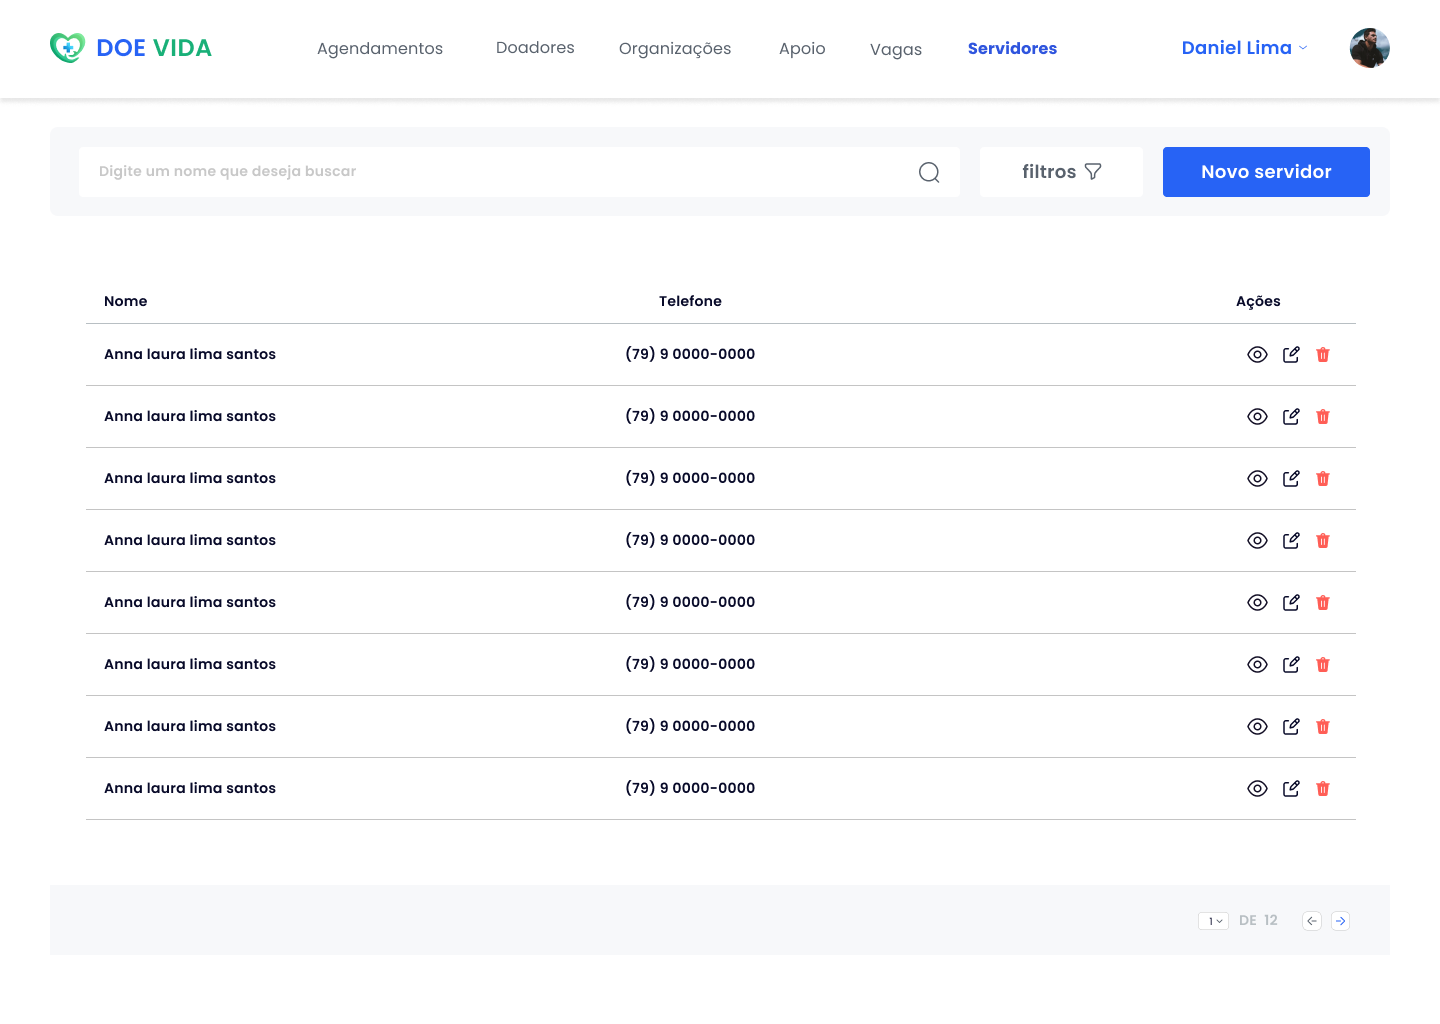 DOE VIDA
Agendamentos Doadores Organizações Apoio Vagas Servidores Daniel Lima
Digite um nome que deseja buscar filtros Novo servidor
Nome Telefone Ações
Anna laura lima santos (79) 9 0000-0000
Anna laura lima santos (79) 9 0000-0000
Anna laura lima santos (79) 9 0000-0000
Anna laura lima santos (79) 9 0000-0000
Anna laura lima santos (79) 9 0000-0000
Anna laura lima santos (79) 9 0000-0000
Anna laura lima santos (79) 9 0000-0000
Anna laura lima santos (79) 9 0000-0000
1 DE 12